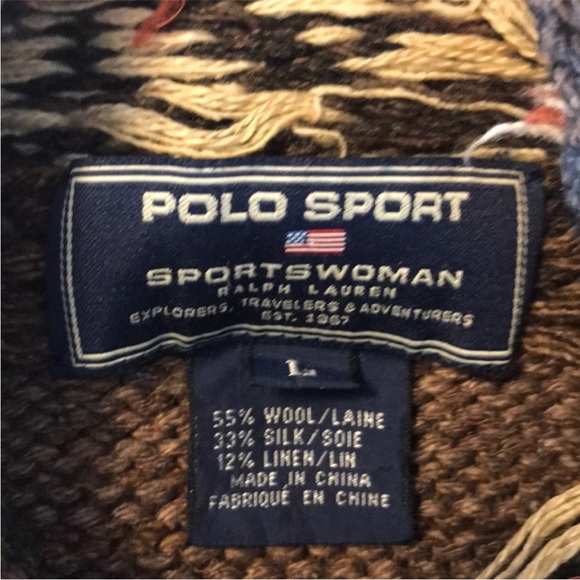 POLO SPORT
SPORTSWOMAN
RALPH LAUREN
EXPLORERS, TRAVELERS & ADVENTURERS
EST. 1967
L
55% WOOL/LAINE
33% SILK/SOIE
12% LINEN/LIN
MADE IN CHINA
FABRIQUÉ EN CHINE